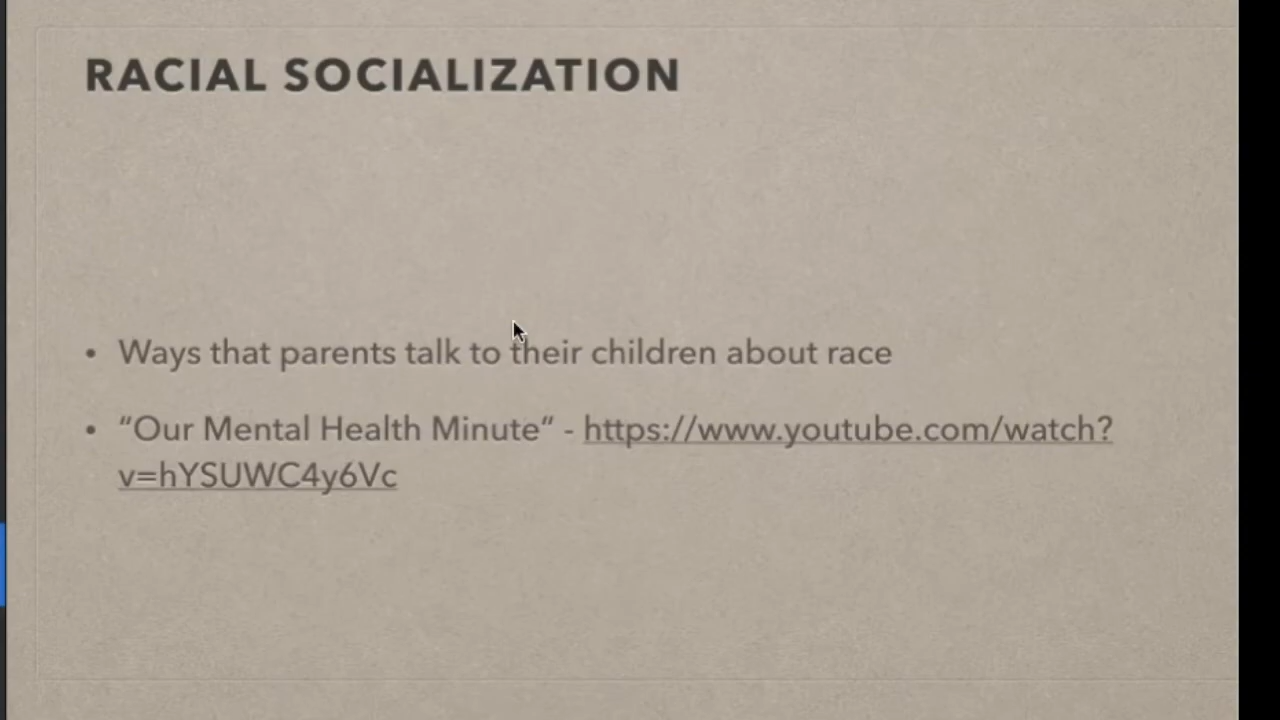 RACIAL SOCIALIZATION
• Ways that parents talk to their children about race
• “Our Mental Health Minute” - https://www.youtube.com/watch?
v=hYSUWC4y6Vc